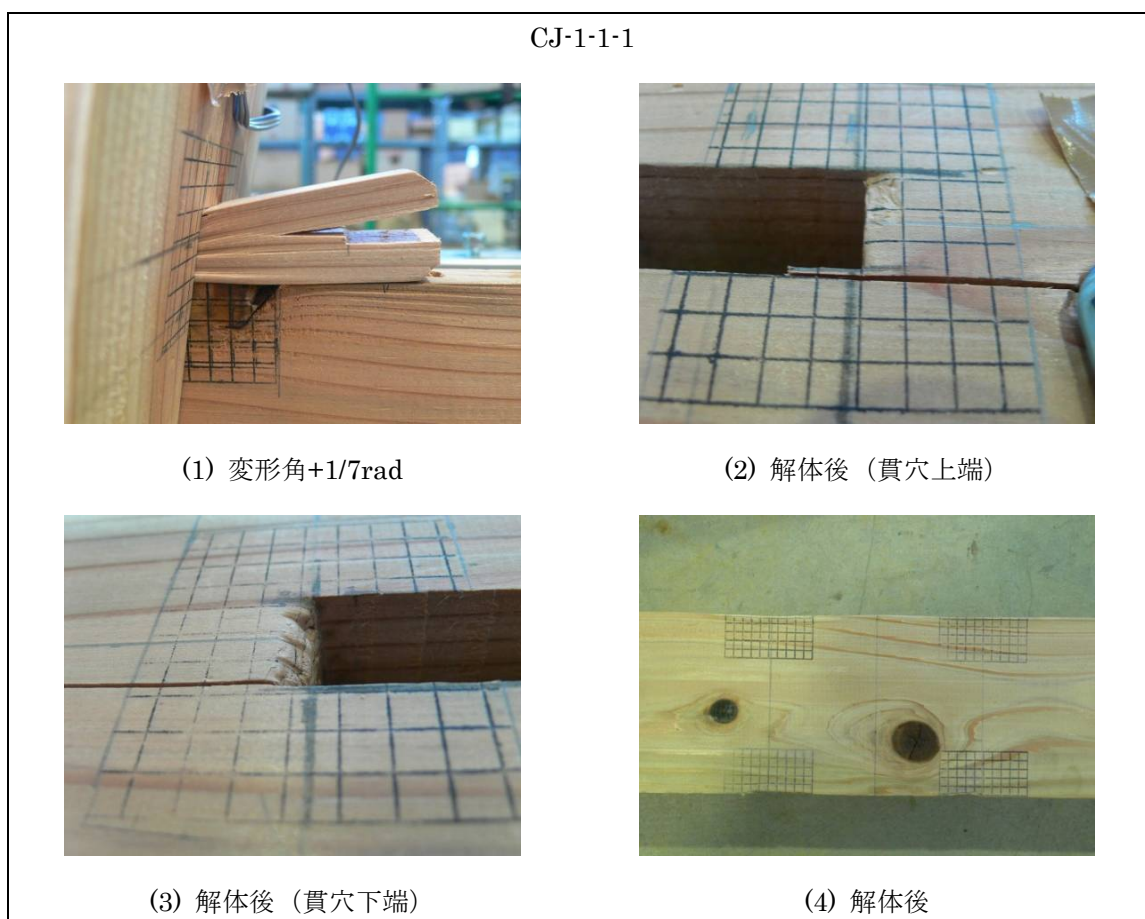 CJ-1-1-1
(1) 変形角+1/7rad
(2) 解体後（貫穴上端）
(3) 解体後（貫穴下端）
(4) 解体後